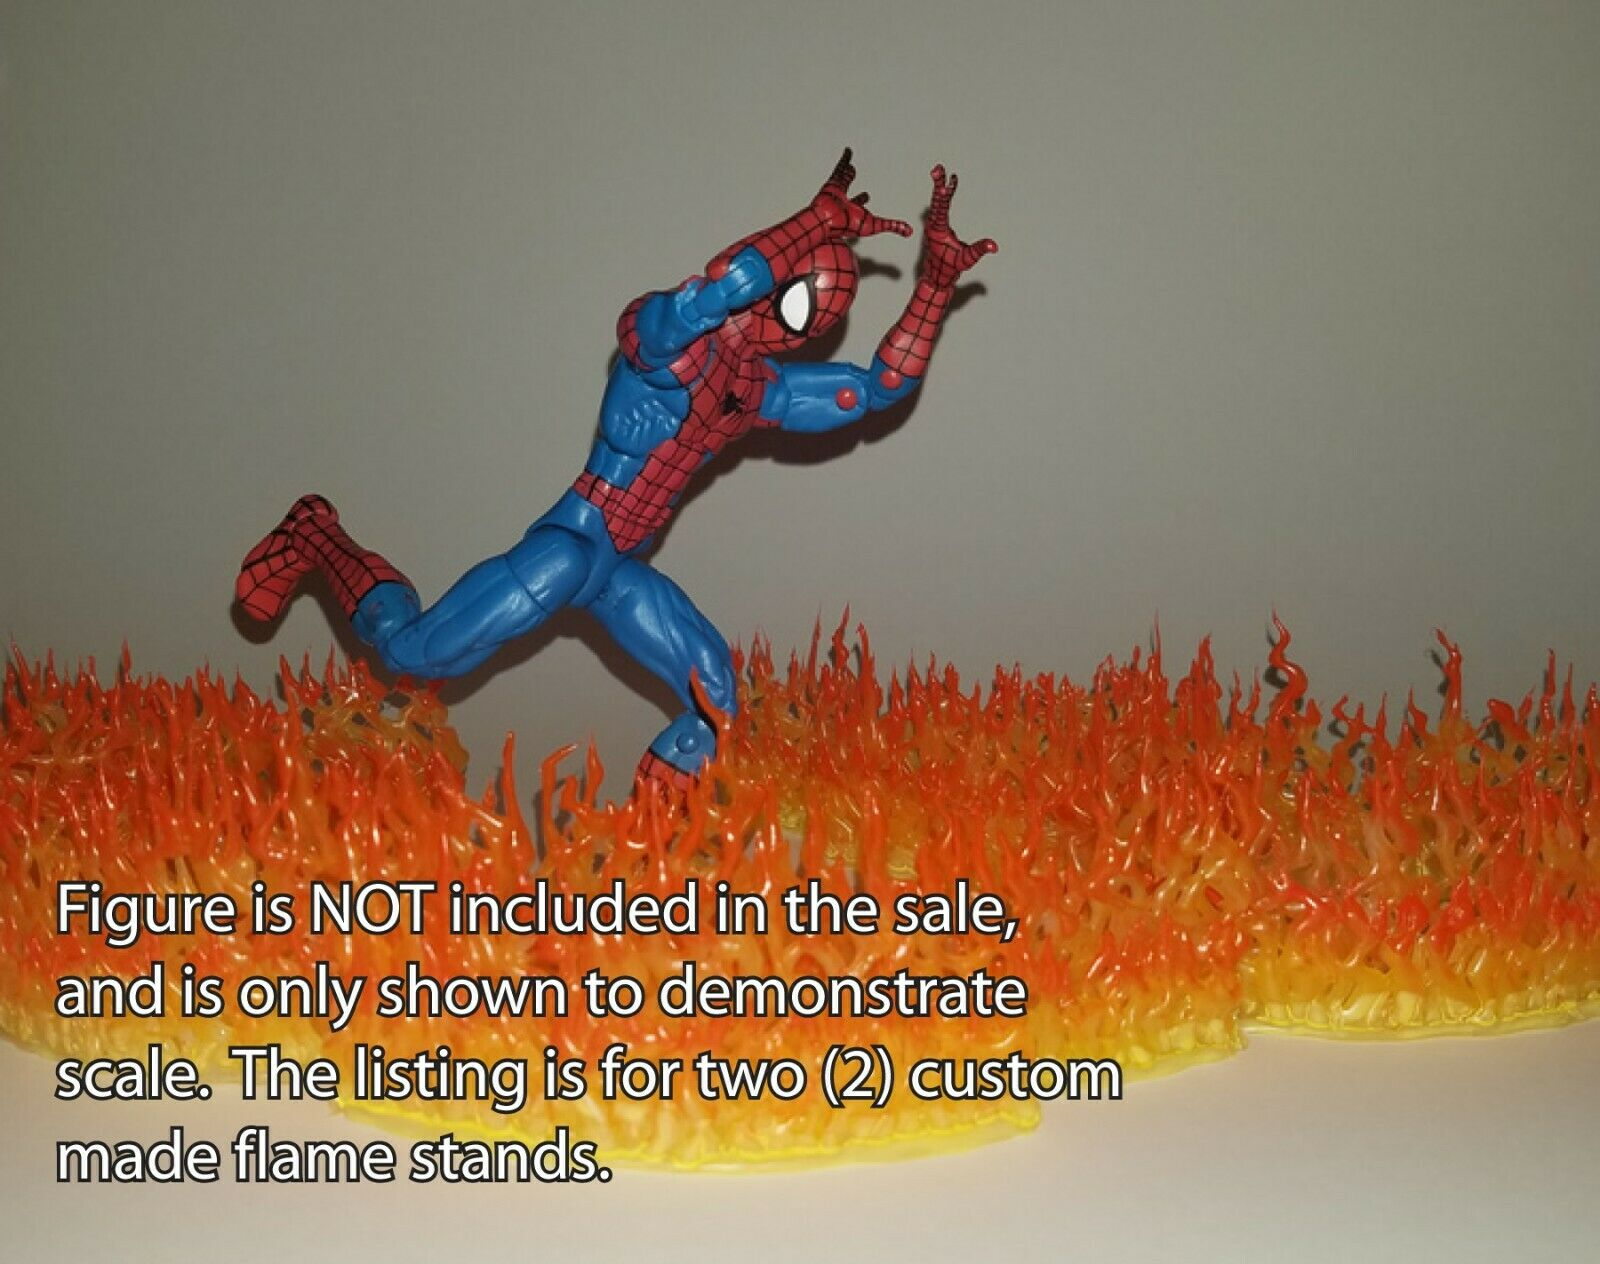 Figure is NOT included in the sale,
and is only shown to demonstrate
scale. The listing is for two (2) custom
made flame stands.